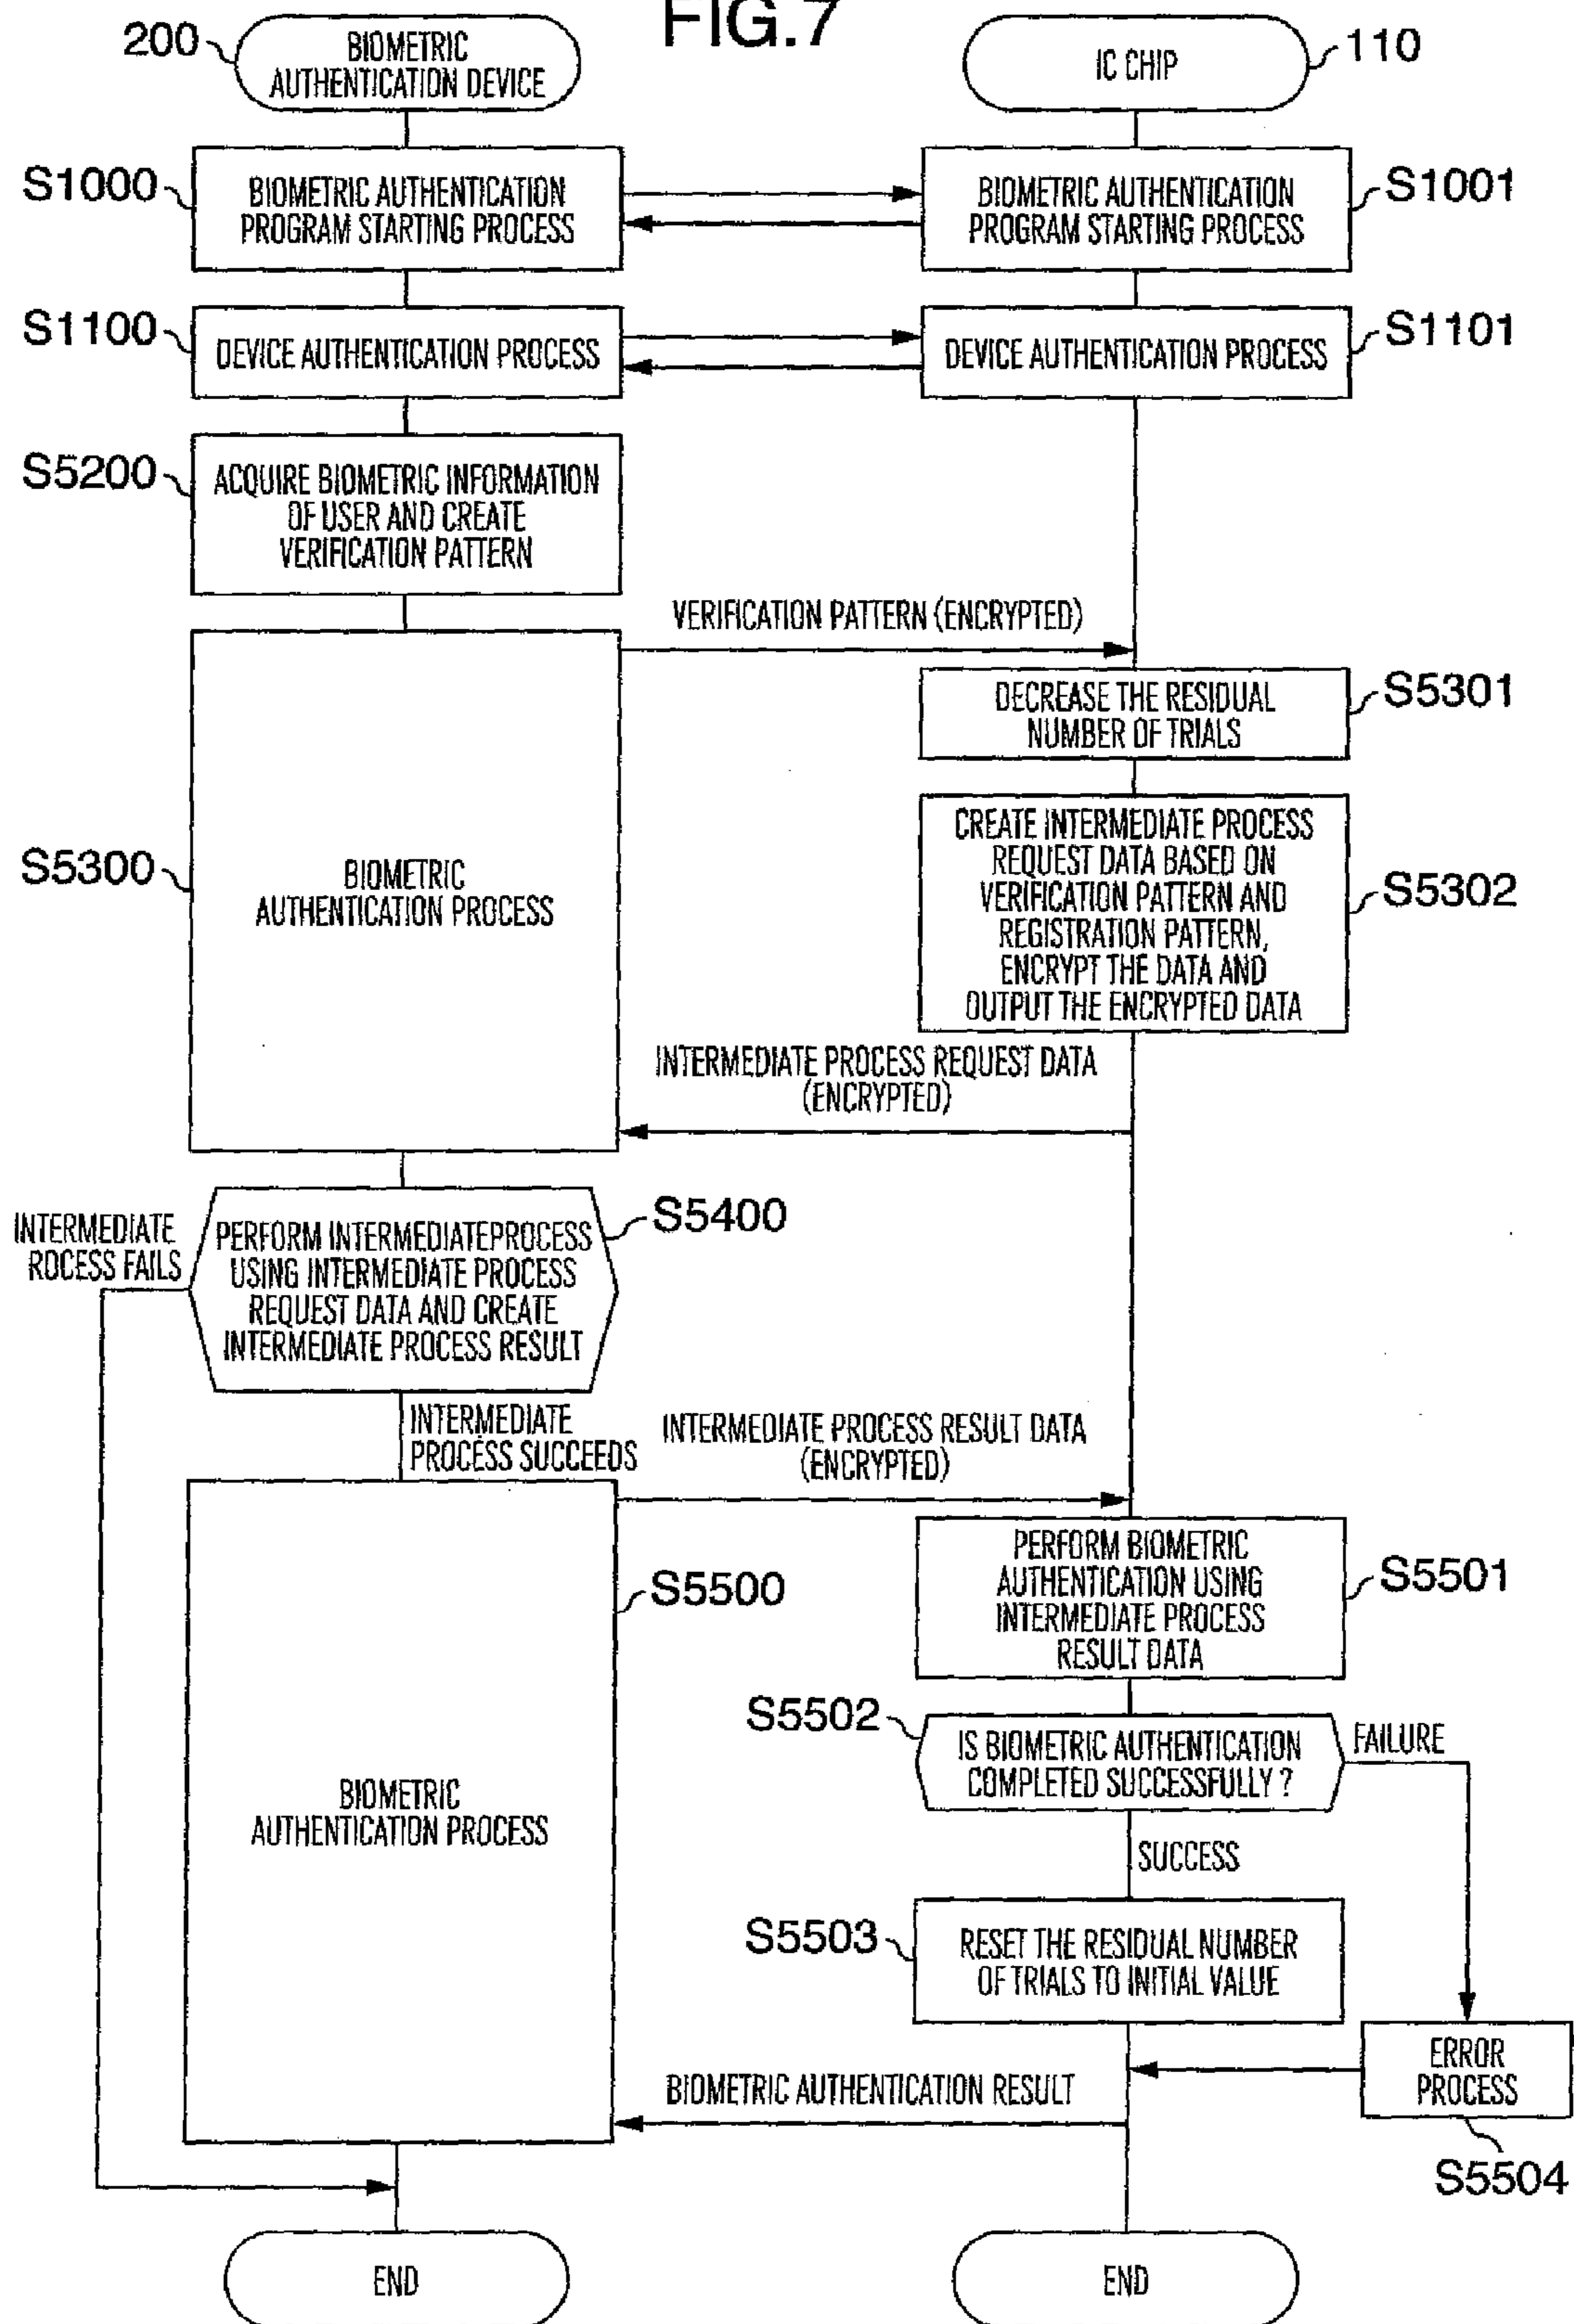 FIG.7
200
BIOMETRIC
AUTHENTICATION DEVICE
IC CHIP
110
S1000
BIOMETRIC AUTHENTICATION
PROGRAM STARTING PROCESS
BIOMETRIC AUTHENTICATION
PROGRAM STARTING PROCESS
S1001
S1100
DEVICE AUTHENTICATION PROCESS
DEVICE AUTHENTICATION PROCESS
S1101
S5200
ACQUIRE BIOMETRIC INFORMATION
OF USER AND CREATE
VERIFICATION PATTERN
VERIFICATION PATTERN (ENCRYPTED)
DECREASE THE RESIDUAL
NUMBER OF TRIALS
S5301
S5300
BIOMETRIC
AUTHENTICATION PROCESS
CREATE INTERMEDIATE PROCESS
REQUEST DATA BASED ON
VERIFICATION PATTERN AND
REGISTRATION PATTERN,
ENCRYPT THE DATA AND
OUTPUT THE ENCRYPTED DATA
S5302
INTERMEDIATE PROCESS REQUEST DATA
(ENCRYPTED)
INTERMEDIATE
ROCESS FAILS
PERFORM INTERMEDIATEPROCESS
USING INTERMEDIATE PROCESS
REQUEST DATA AND CREATE
INTERMEDIATE PROCESS RESULT
S5400
INTERMEDIATE
PROCESS SUCCEEDS
INTERMEDIATE PROCESS RESULT DATA
(ENCRYPTED)
BIOMETRIC
AUTHENTICATION PROCESS
S5500
PERFORM BIOMETRIC
AUTHENTICATION USING
INTERMEDIATE PROCESS
RESULT DATA
S5501
S5502
IS BIOMETRIC AUTHENTICATION
COMPLETED SUCCESSFULLY ?
FAILURE
SUCCESS
S5503
RESET THE RESIDUAL NUMBER
OF TRIALS TO INITIAL VALUE
ERROR
PROCESS
S5504
BIOMETRIC AUTHENTICATION RESULT
END
END